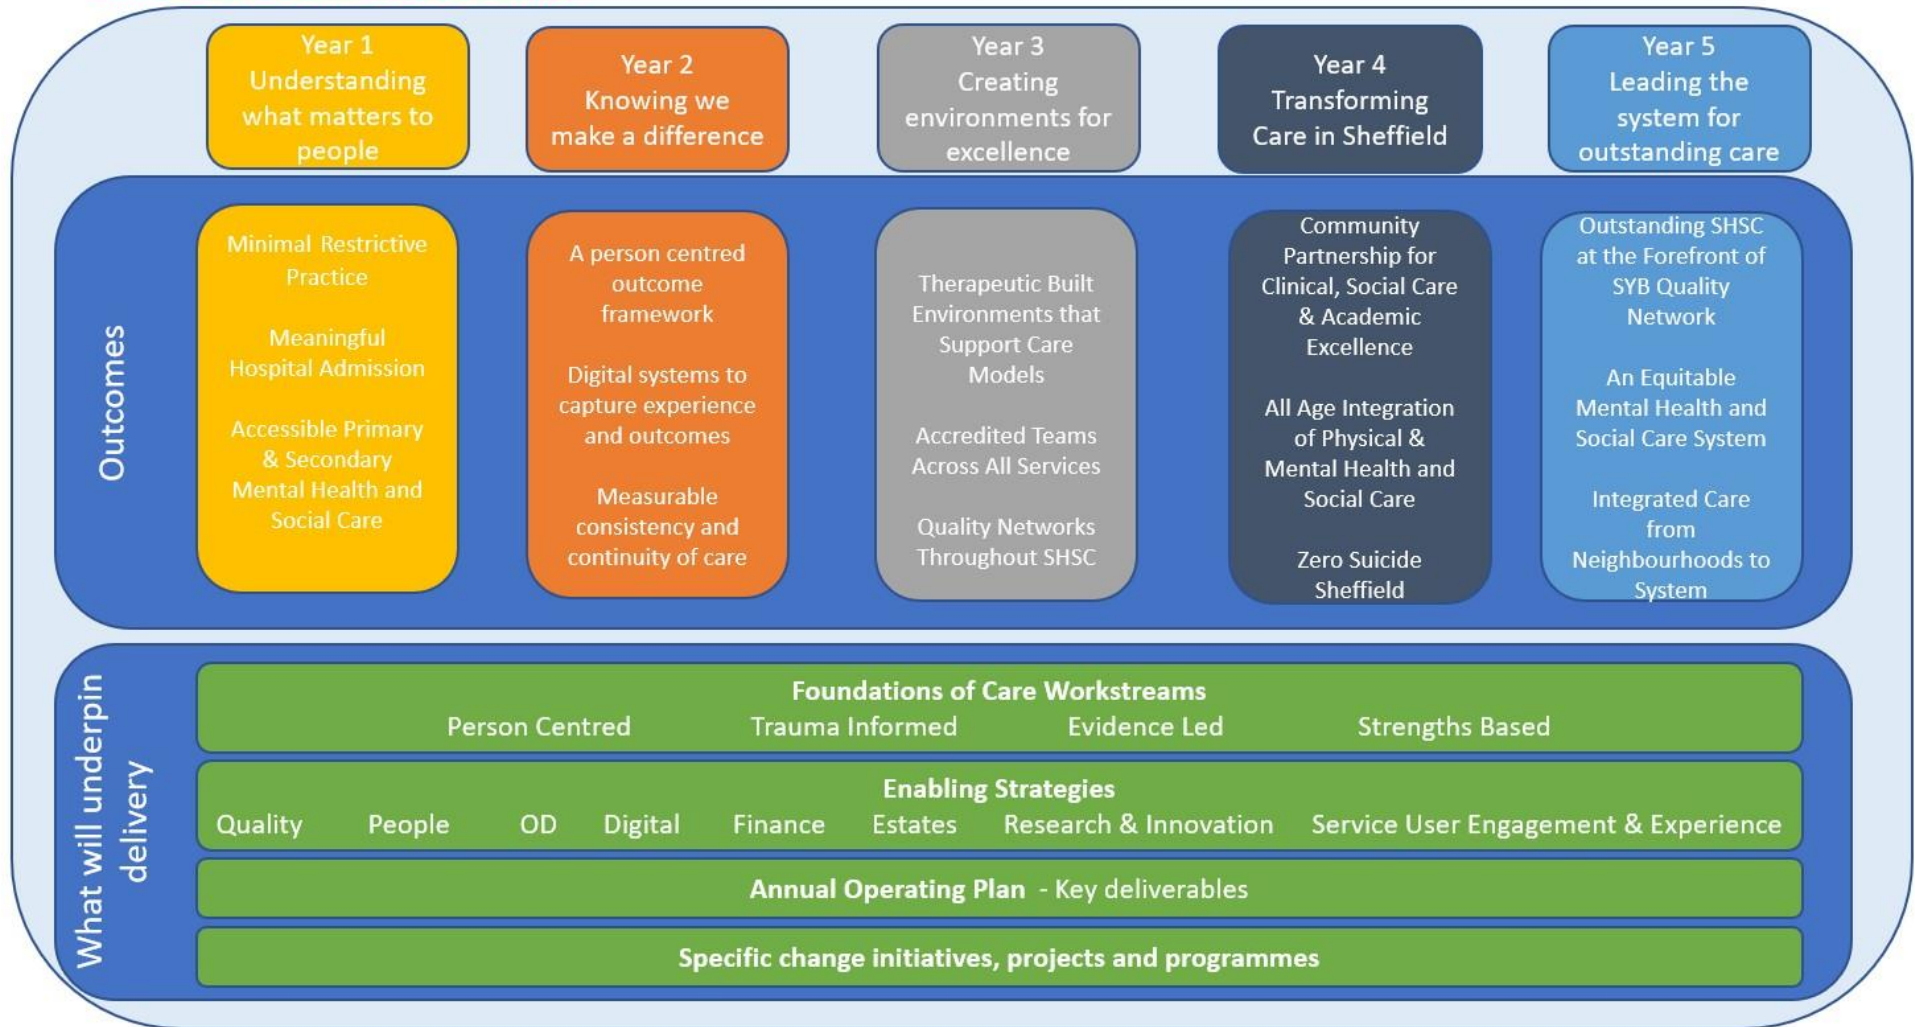 Year 1
Understanding
what matters to
people
Year 2
Knowing we
make a difference
Year 3
Creating
environments for
excellence
Year 4
Transforming
Care in Sheffield
Year 5
Leading the
system for
outstanding care
Outcomes
Minimal Restrictive
Practice
Meaningful
Hospital Admission
Accessible Primary
& Secondary
Mental Health and
Social Care
A person centred
outcome
framework
Digital systems to
capture experience
and outcomes
Measurable
consistency and
continuity of care
Therapeutic Built
Environments that
Support Care
Models
Accredited Teams
Across All Services
Quality Networks
Throughout SHSC
Community
Partnership for
Clinical, Social Care
& Academic
Excellence
All Age Integration
of Physical &
Mental Health and
Social Care
Zero Suicide
Sheffield
Outstanding SHSC
at the Forefront of
SYB Quality
Network
An Equitable
Mental Health and
Social Care System
Integrated Care
from
Neighbourhoods to
System
What will underpin
delivery
Foundations of Care Workstreams
Person Centred Trauma Informed Evidence Led Strengths Based
Enabling Strategies
Quality People OD Digital Finance Estates Research & Innovation Service User Engagement & Experience
Annual Operating Plan - Key deliverables
Specific change initiatives, projects and programmes